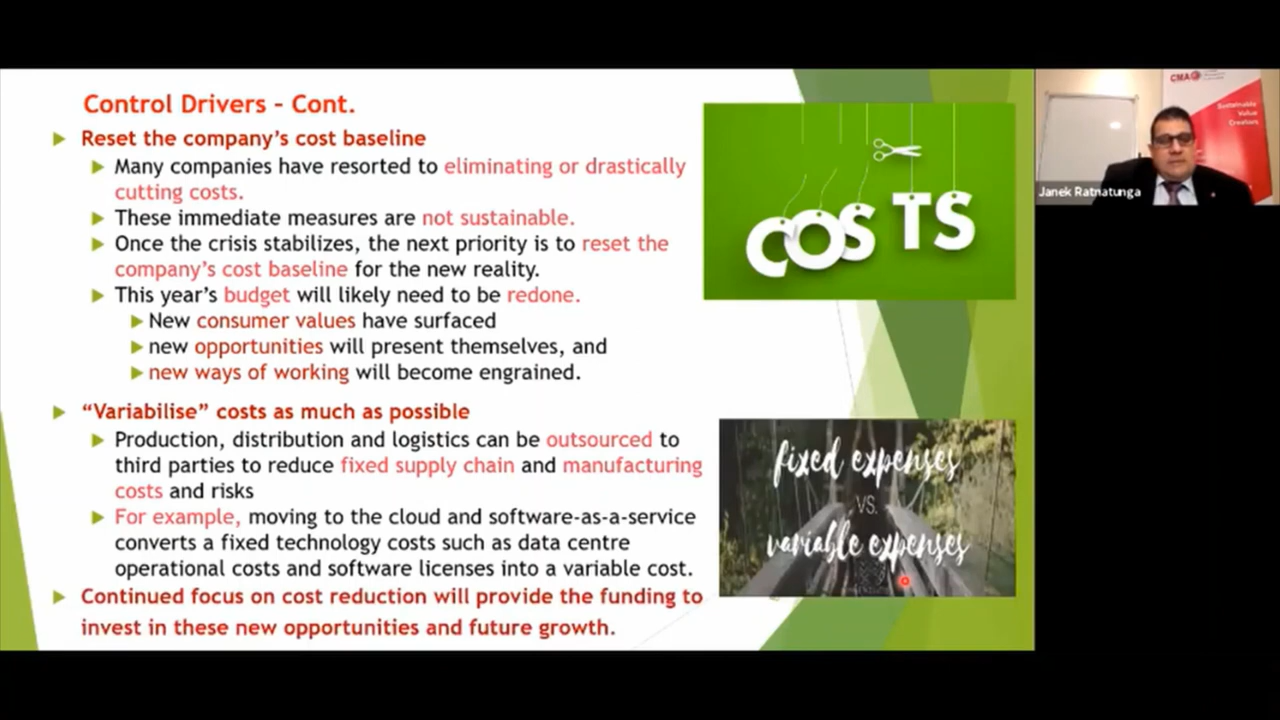 Control Drivers – Cont.
Reset the company's cost baseline
Many companies have resorted to eliminating or drastically
cutting costs.
These immediate measures are not sustainable.
Once the crisis stabilizes, the next priority is to reset the
company's cost baseline for the new reality.
This year's budget will likely need to be redone.
New consumer values have surfaced
new opportunities will present themselves, and
new ways of working will become engrained.
"Variabilise" costs as much as possible
Production, distribution and logistics can be outsourced to
third parties to reduce fixed supply chain and manufacturing
costs and risks
For example, moving to the cloud and software-as-a-service
converts a fixed technology costs such as data centre
operational costs and software licenses into a variable cost.
Continued focus on cost reduction will provide the funding to
invest in these new opportunities and future growth.
COSTS
fixed expenses
VS.
variable expenses
CMA
Sustainable
Value
Creators
Janek Ratnatunga